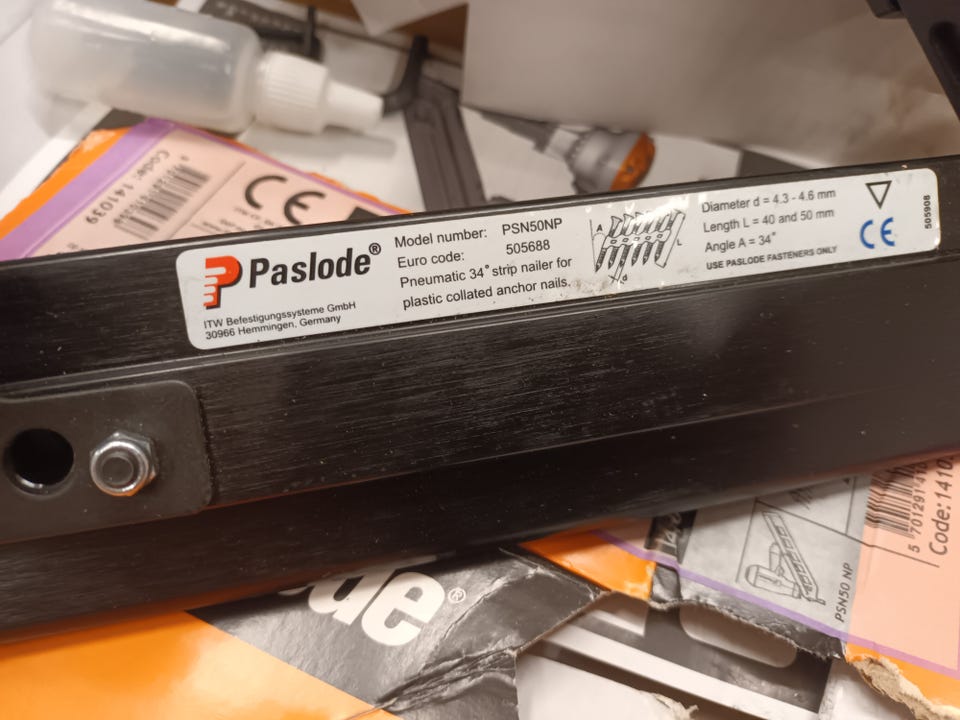 Code: 141039
CE
Paslode®
ITW Befestigungssysteme GmbH
30966 Hemmingen, Germany
Model number: PSN50NP
Euro code: 505688
Pneumatic 34° strip nailer for
plastic collated anchor nails.
A
L
d
Diameter d = 4.3 - 4.6 mm
Length L = 40 and 50 mm
Angle A = 34°
USE PASLODE FASTENERS ONLY
CE
505908
de®
PSN50 NP
Code:1410